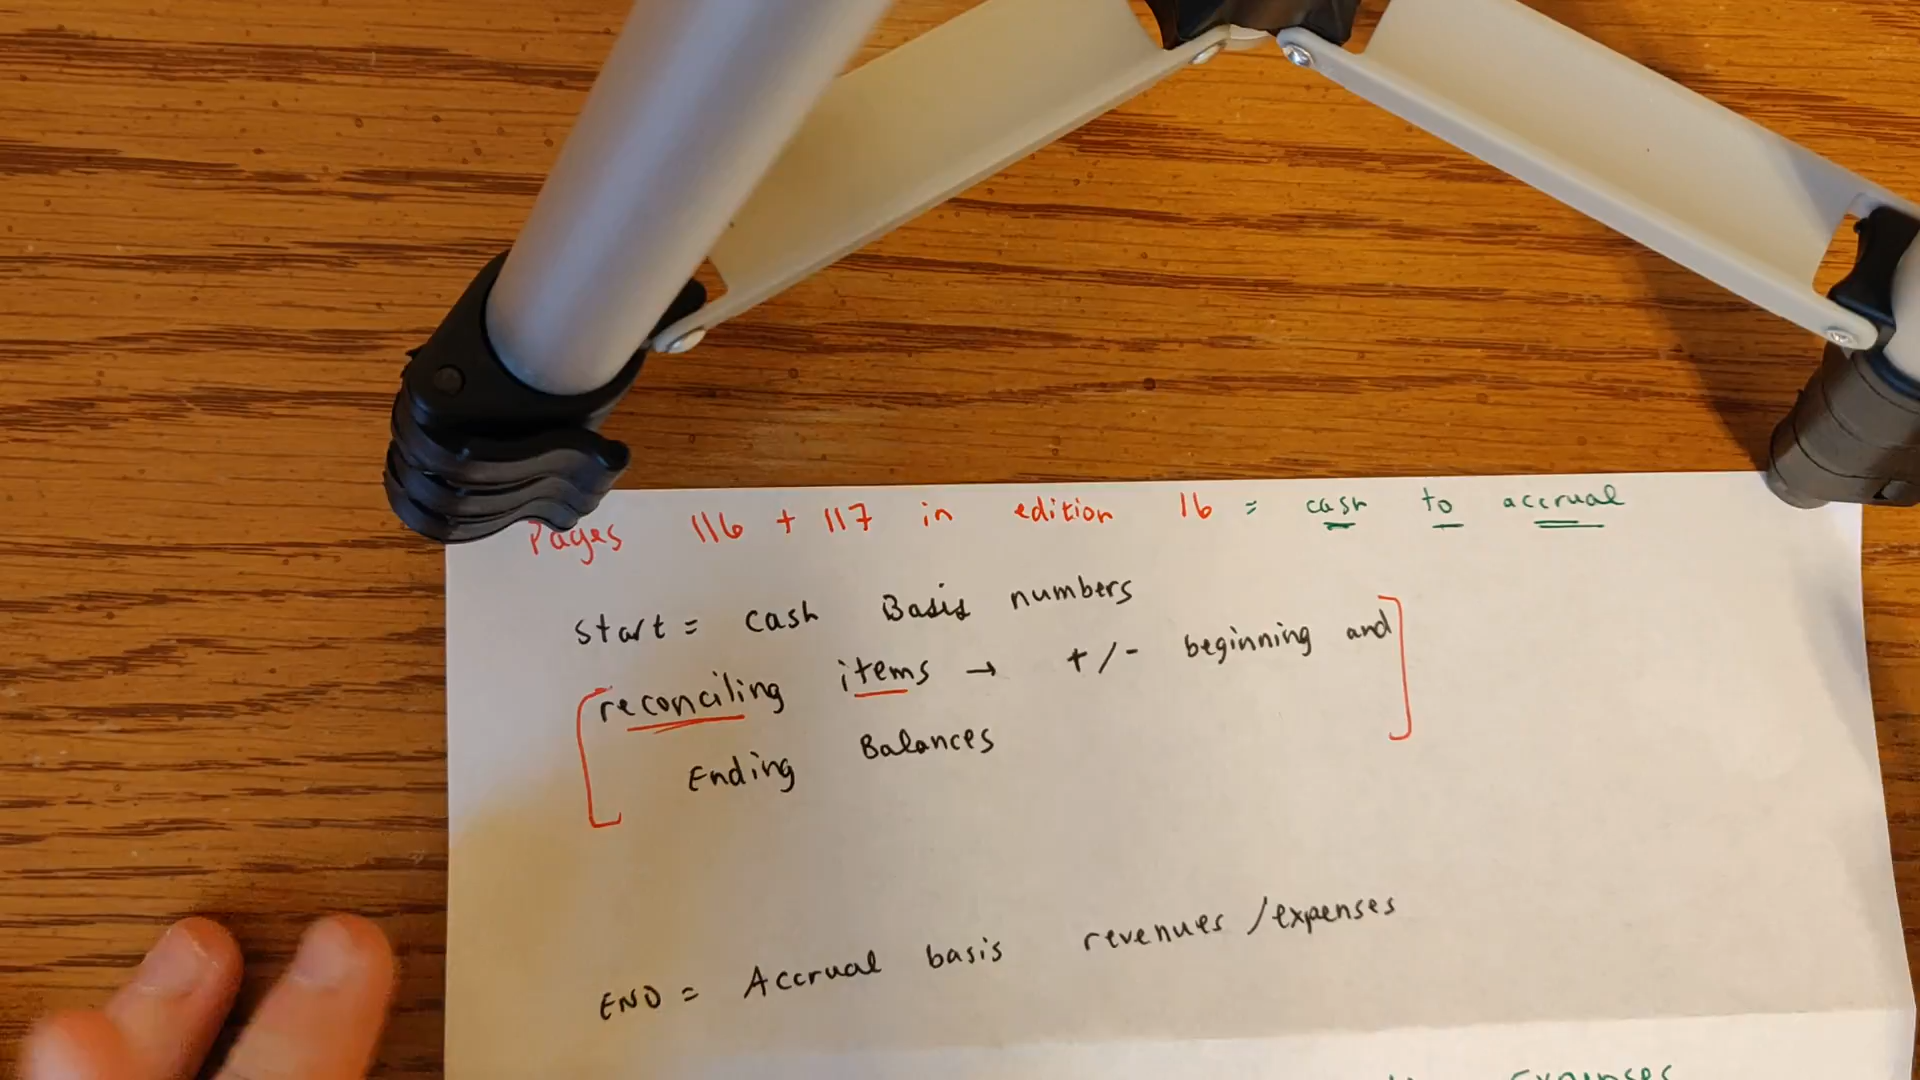 Pages 116 + 117 in edition 16 = cash to accrual
start = cash Basis numbers
reconciling items → +/- beginning and
Ending Balances
END = Accrual basis revenues/expenses
Expenses